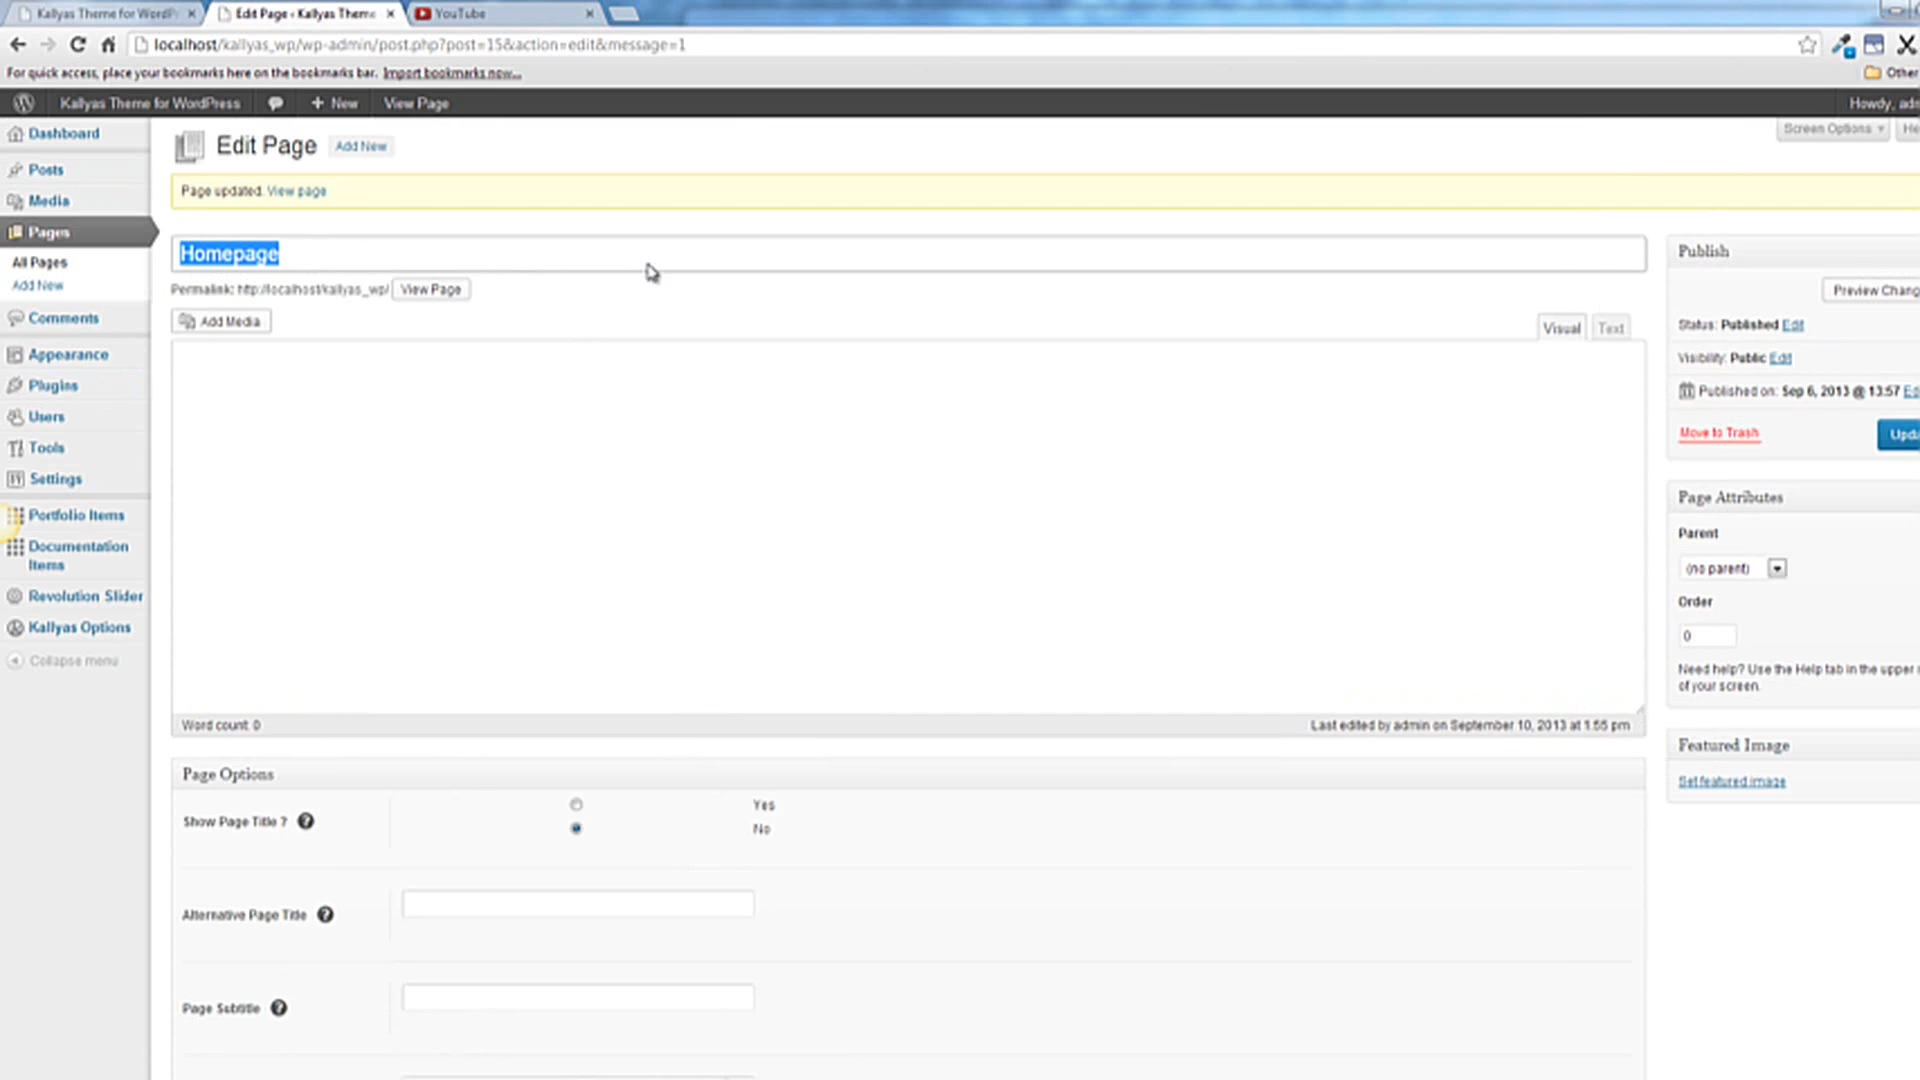 Kallyas Theme for WordPr
Edit Page ‹ Kallyas Theme
YouTube
localhost/kallyas_wp/wp-admin/post.php?post=15&action=edit&message=1
For quick access, place your bookmarks here on the bookmarks bar. Import bookmarks now...
Other
Kallyas Theme for WordPress
+ New
View Page
Howdy, adm
Dashboard
Posts
Media
Pages
All Pages
Add New
Comments
Appearance
Plugins
Users
Tools
Settings
Portfolio Items
Documentation
Items
Revolution Slider
Kallyas Options
Collapse menu
Edit Page
Add New
Screen Options
He
Page updated. View page
Homepage
Permalink: http://localhost/kallyas_wp/
View Page
Add Media
Visual
Text
Word count: 0
Last edited by admin on September 10, 2013 at 1:55 pm
Page Options
Show Page Title ?
Yes
No
Alternative Page Title
Page Subtitle
Publish
Preview Chang
Status: Published Edit
Visibility: Public Edit
Published on: Sep 6, 2013 @ 13:57 Ed
Move to Trash
Upda
Page Attributes
Parent
(no parent)
Order
0
Need help? Use the Help tab in the upper
of your screen.
Featured Image
Set featured image